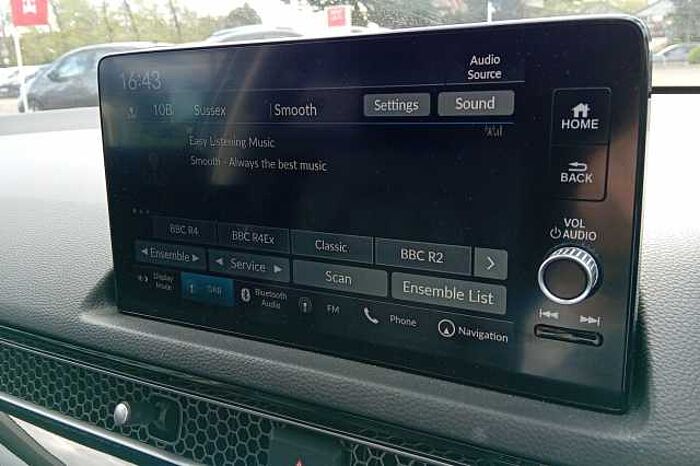 16:43
Audio
Source
10B Sussex Smooth Settings Sound
Easy Listening Music
Smooth - Always the best music
HOME
BACK
VOL
AUDIO
BBC R4 BBC R4Ex Classic BBC R2
Ensemble Service Scan Ensemble List
Display
Mode
DAB
Bluetooth
Audio
FM Phone Navigation